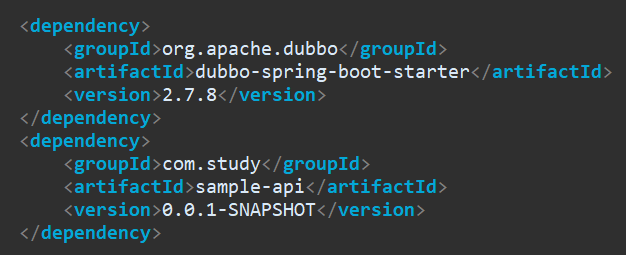 <dependency>
    <groupId>org.apache.dubbo</groupId>
    <artifactId>dubbo-spring-boot-starter</artifactId>
    <version>2.7.8</version>
</dependency>
<dependency>
    <groupId>com.study</groupId>
    <artifactId>sample-api</artifactId>
    <version>0.0.1-SNAPSHOT</version>
</dependency>